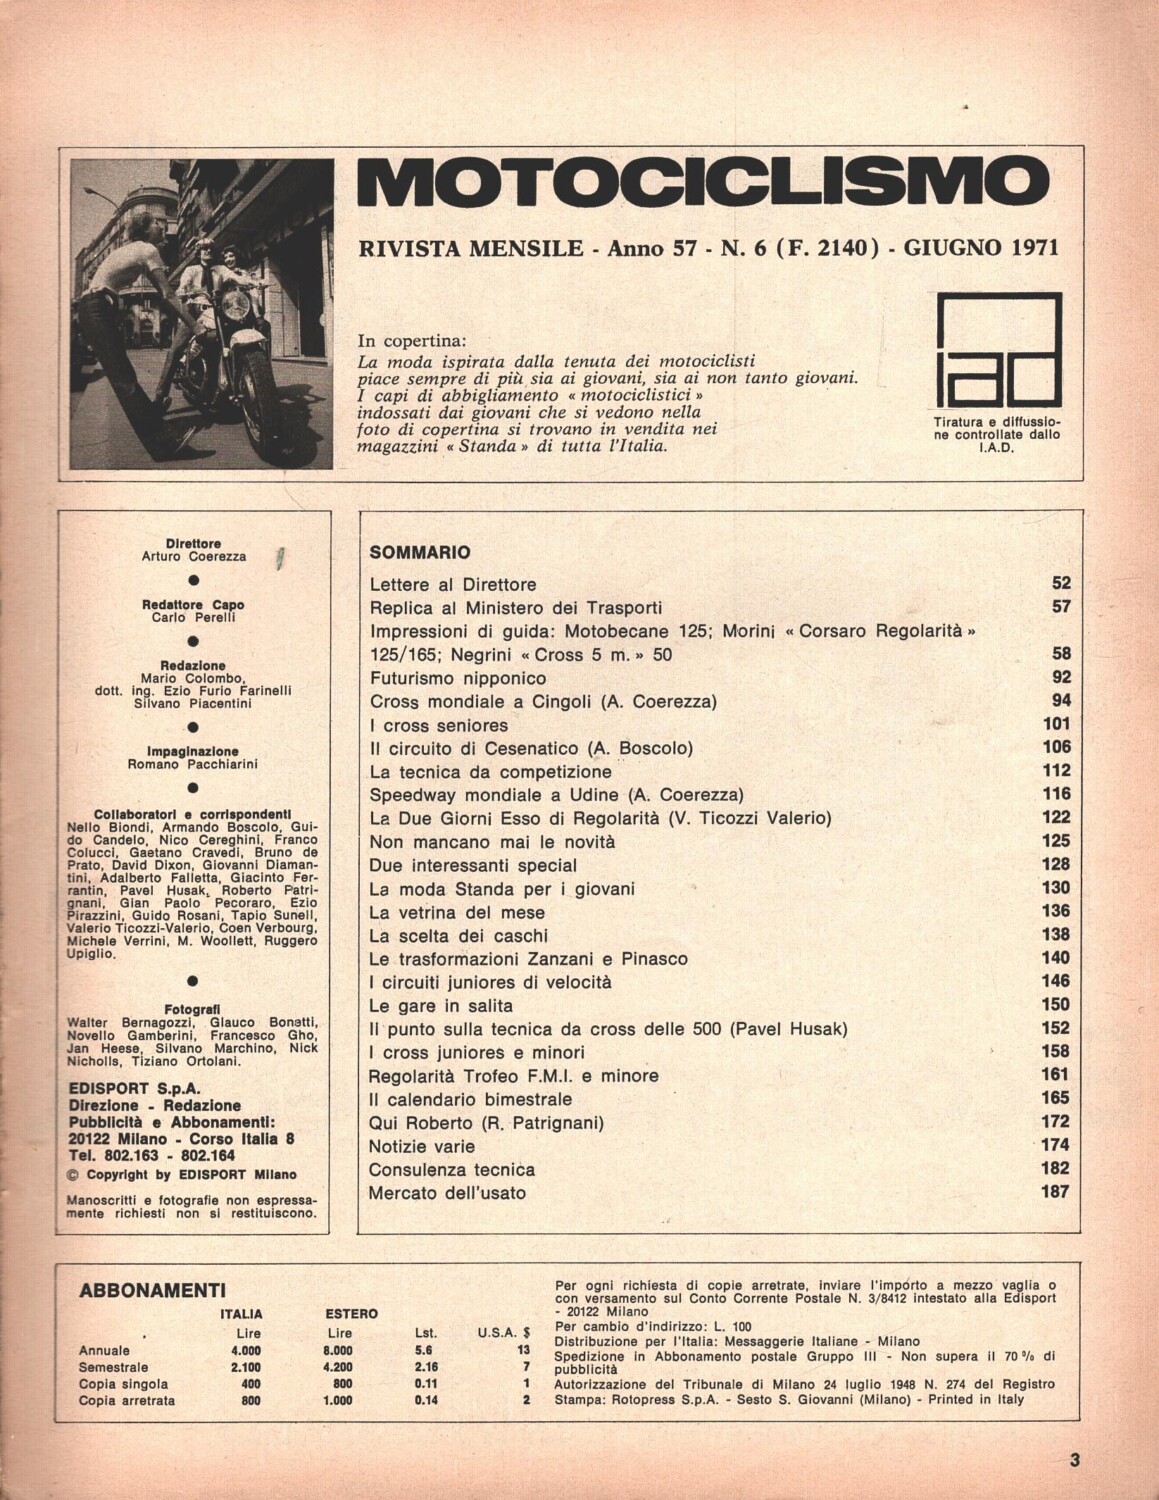 MOTOCICLISMO
RIVISTA MENSILE - Anno 57 - N. 6 (F. 2140) - GIUGNO 1971
In copertina:
La moda ispirata dalla tenuta dei motociclisti
piace sempre di più sia ai giovani, sia ai non tanto giovani.
I capi di abbigliamento « motociclistici »
indossati dai giovani che si vedono nella
foto di copertina si trovano in vendita nei
magazzini « Standa » di tutta l'Italia.
iad
Tiratura e diffusio-
ne controllate dallo
I.A.D.
Direttore
Arturo Coerezza
Redattore Capo
Carlo Perelli
Redazione
Mario Colombo,
dott. ing. Ezio Furio Farinelli
Silvano Piacentini
Impaginazione
Romano Pacchiarini
Collaboratori e corrispondenti
Nello Biondi, Armando Boscolo, Gui-
do Candelo, Nico Cereghini, Franco
Colucci, Gaetano Cravedi, Bruno de
Prato, David Dixon, Giovanni Diaman-
tini, Adalberto Falletta, Giacinto Fer-
rantin, Pavel Husak, Roberto Patri-
gnani, Gian Paolo Pecoraro, Ezio
Pirazzini, Guido Rosani, Tapio Sunell,
Valerio Ticozzi-Valerio, Coen Verbourg,
Michele Verrini, M. Woollett, Ruggero
Upiglio.
Fotografi
Walter Bernagozzi, Glauco Bonatti,
Novello Gamberini, Francesco Gho,
Jan Heese, Silvano Marchino, Nick
Nicholls, Tiziano Ortolani.
EDISPORT S.p.A.
Direzione - Redazione
Pubblicità e Abbonamenti:
20122 Milano - Corso Italia 8
Tel. 802.163 - 802.164
© Copyright by EDISPORT Milano
Manoscritti e fotografie non espressa-
mente richiesti non si restituiscono.
SOMMARIO
Lettere al Direttore 52
Replica al Ministero dei Trasporti 57
Impressioni di guida: Motobecane 125; Morini « Corsaro Regolarità »
125/165; Negrini « Cross 5 m. » 50 58
Futurismo nipponico 92
Cross mondiale a Cingoli (A. Coerezza) 94
I cross seniores 101
Il circuito di Cesenatico (A. Boscolo) 106
La tecnica da competizione 112
Speedway mondiale a Udine (A. Coerezza) 116
La Due Giorni Esso di Regolarità (V. Ticozzi Valerio) 122
Non mancano mai le novità 125
Due interessanti special 128
La moda Standa per i giovani 130
La vetrina del mese 136
La scelta dei caschi 138
Le trasformazioni Zanzani e Pinasco 140
I circuiti juniores di velocità 146
Le gare in salita 150
Il punto sulla tecnica da cross delle 500 (Pavel Husak) 152
I cross juniores e minori 158
Regolarità Trofeo F.M.I. e minore 161
Il calendario bimestrale 165
Qui Roberto (R. Patrignani) 172
Notizie varie 174
Consulenza tecnica 182
Mercato dell'usato 187
ABBONAMENTI
ITALIA ESTERO
Lire Lire Lst. U.S.A. $
Annuale 4.000 8.000 5.6 13
Semestrale 2.100 4.200 2.16 7
Copia singola 400 800 0.11 1
Copia arretrata 800 1.000 0.14 2
Per ogni richiesta di copie arretrate, inviare l'importo a mezzo vaglia o
con versamento sul Conto Corrente Postale N. 3/8412 intestato alla Edisport
- 20122 Milano
Per cambio d'indirizzo: L. 100
Distribuzione per l'Italia: Messaggerie Italiane - Milano
Spedizione in Abbonamento postale Gruppo III - Non supera il 70 % di
pubblicità
Autorizzazione del Tribunale di Milano 24 luglio 1948 N. 274 del Registro
Stampa: Rotopress S.p.A. - Sesto S. Giovanni (Milano) - Printed in Italy
3